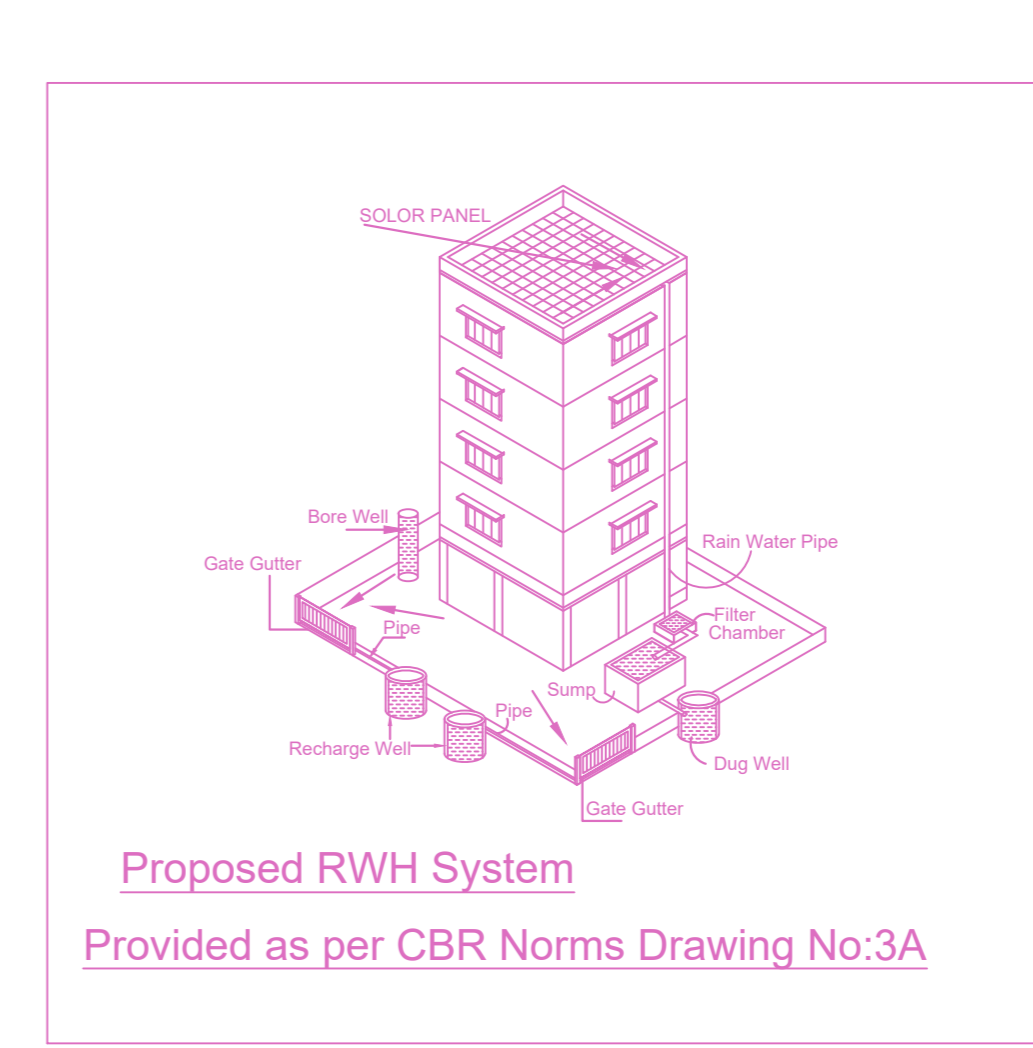 SOLOR PANEL
Bore Well
Rain Water Pipe
Gate Gutter
Filter
Chamber
Pipe
Sump
Pipe
Recharge Well
Dug Well
Gate Gutter
Proposed RWH System
Provided as per CBR Norms Drawing No:3A